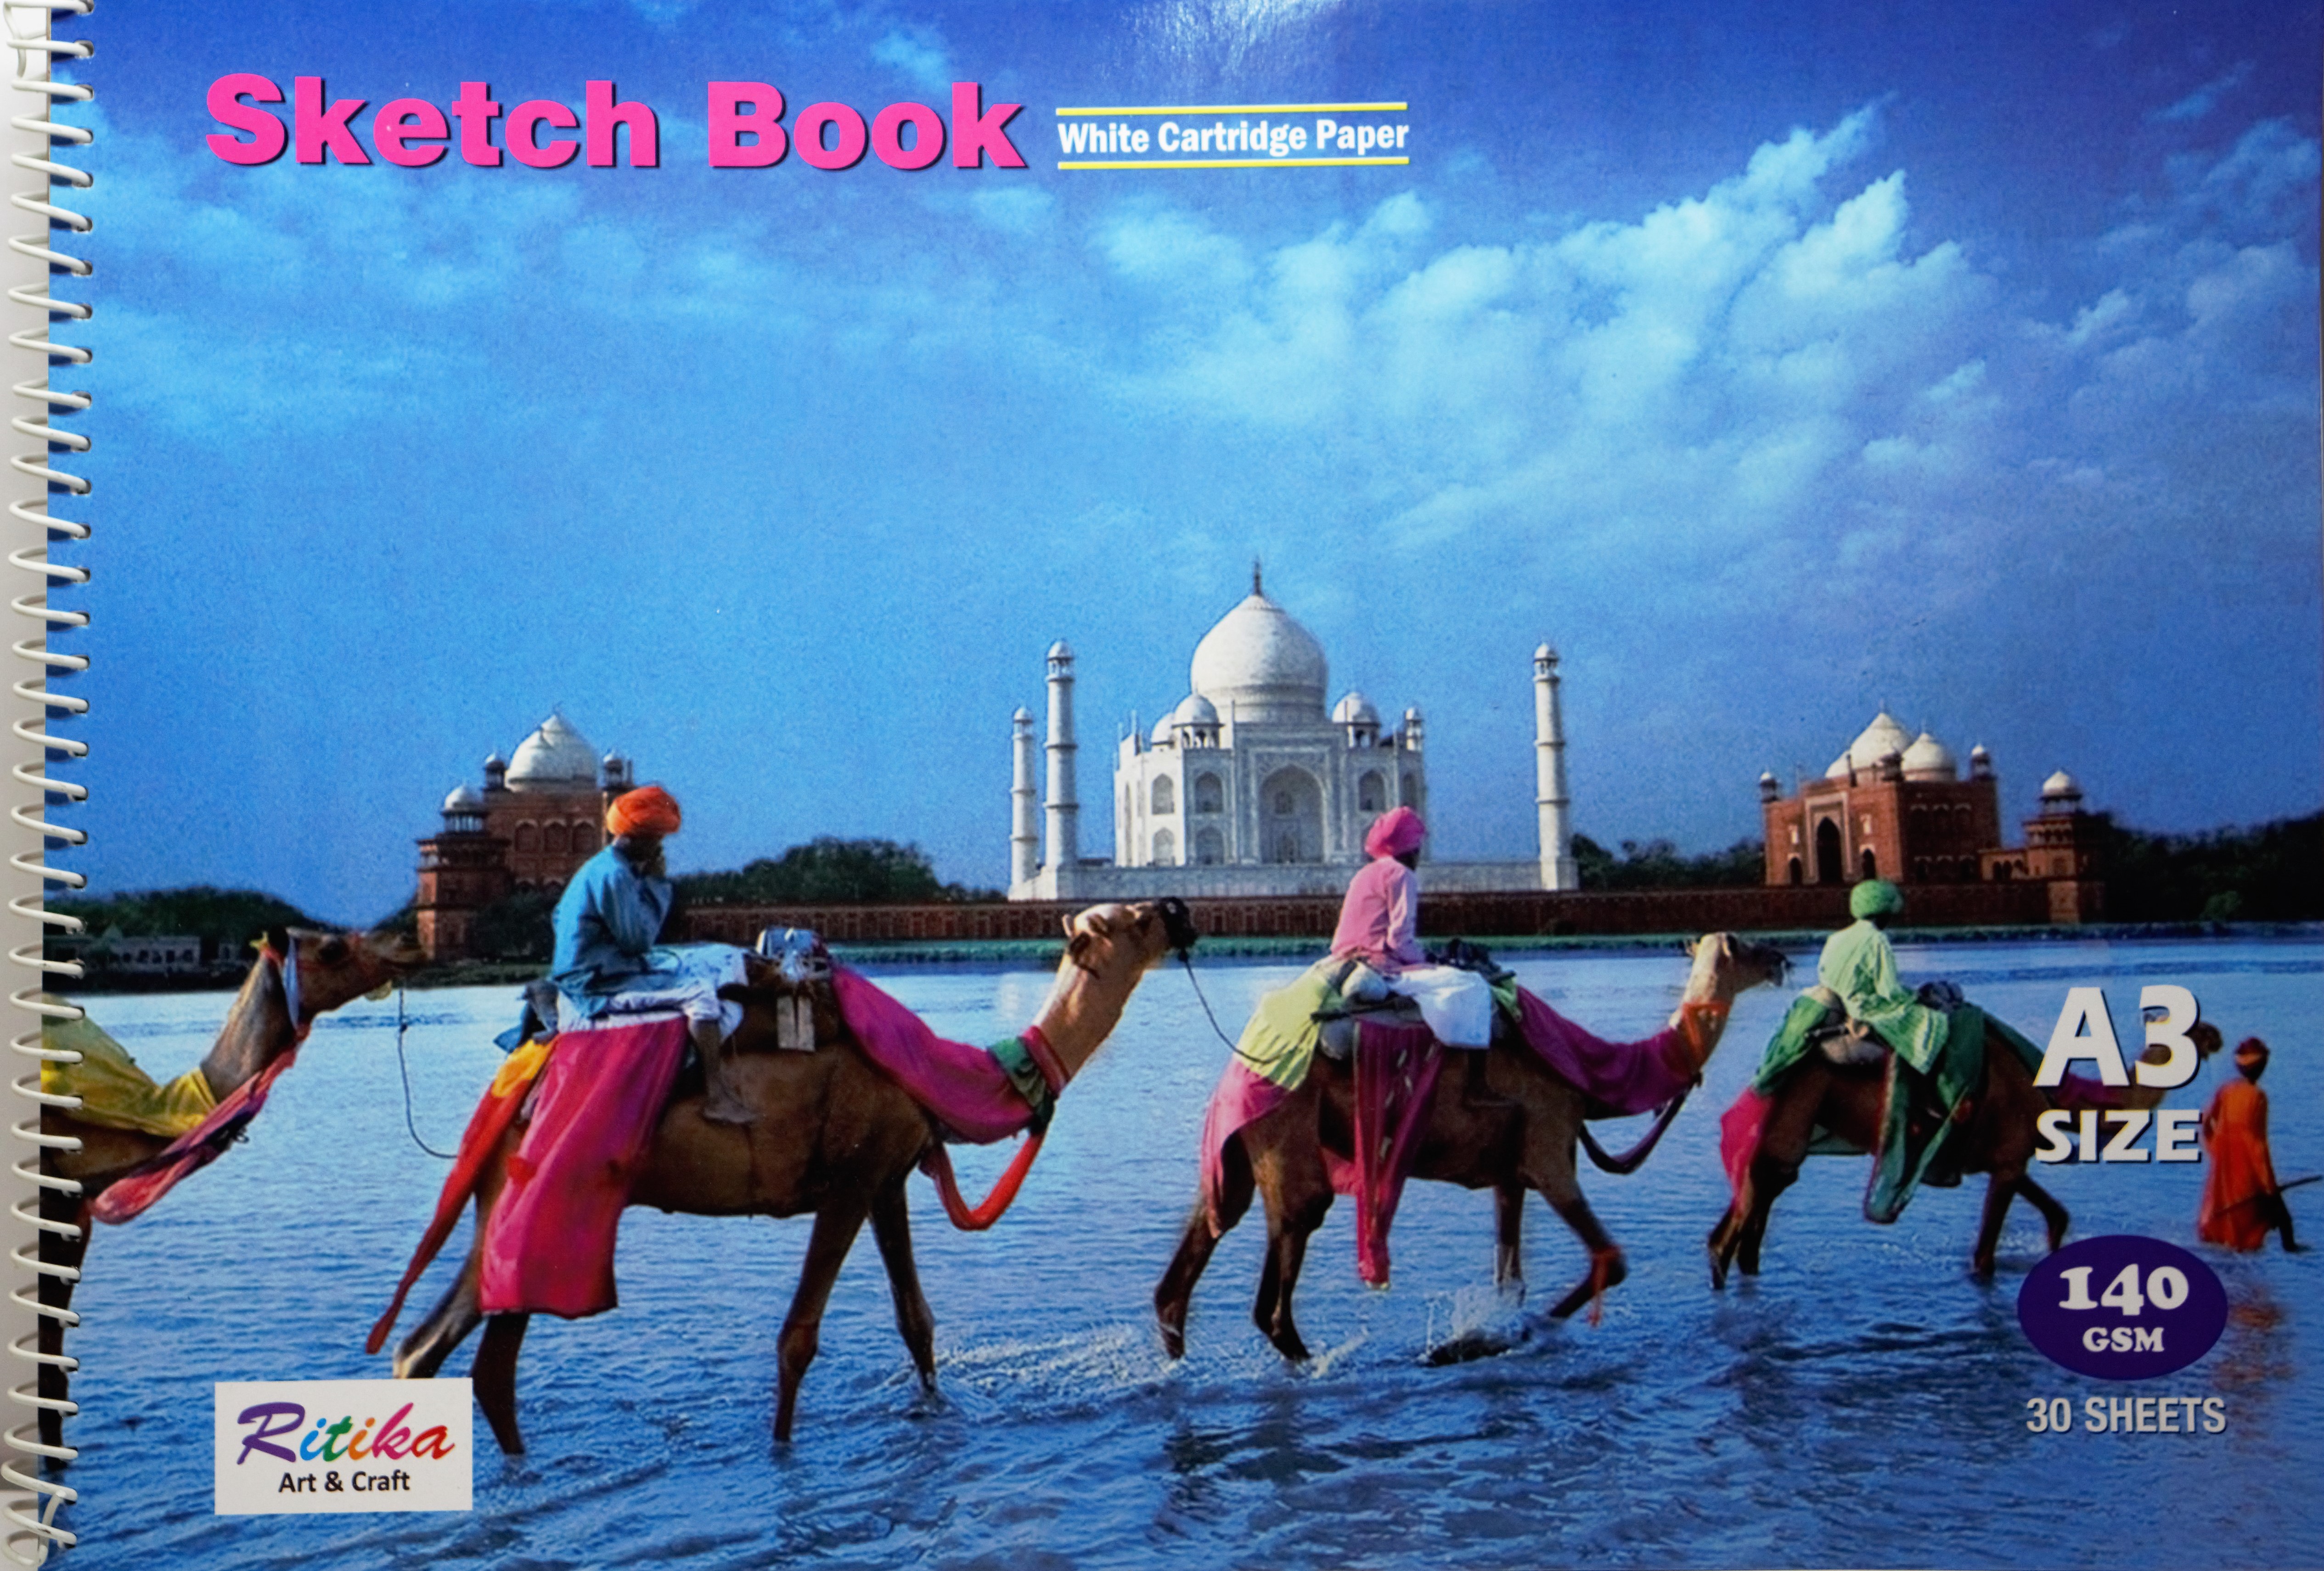 Sketch Book
White Cartridge Paper
A3
SIZE
140
GSM
30 SHEETS
Ritika
Art & Craft